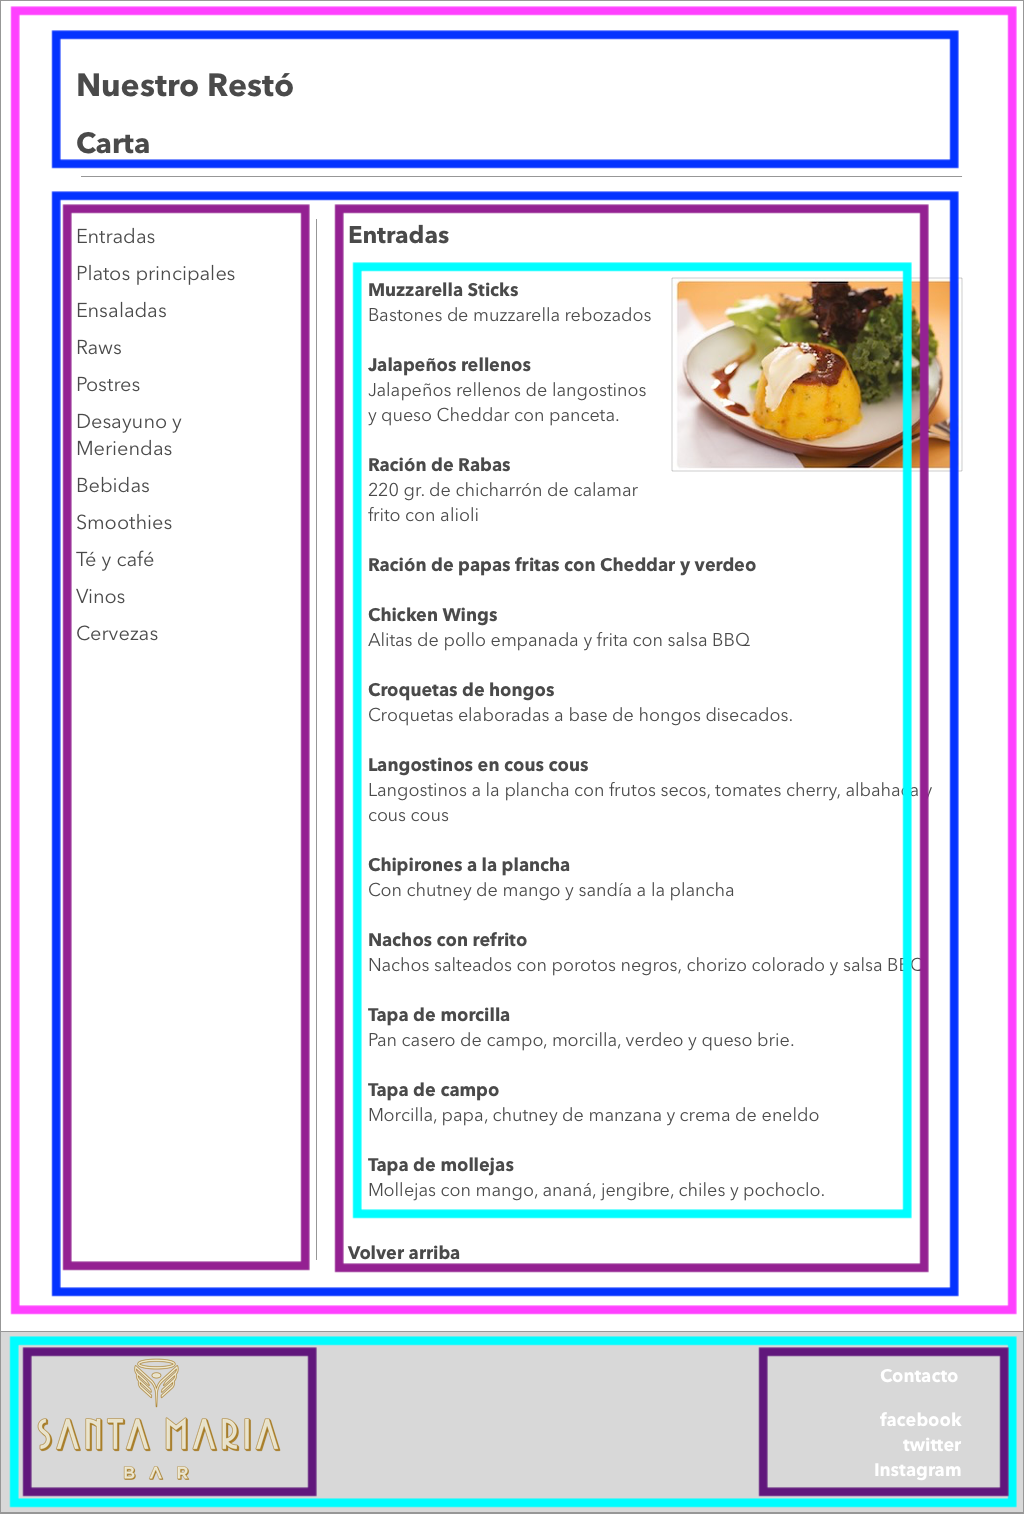 Nuestro Restó
Carta
Entradas
Platos principales
Ensaladas
Raws
Postres
Desayuno y
Meriendas
Bebidas
Smoothies
Té y café
Vinos
Cervezas
Entradas
Muzzarella Sticks
Bastones de muzzarella rebozados
Jalapeños rellenos
Jalapeños rellenos de langostinos
y queso Cheddar con panceta.
Ración de Rabas
220 gr. de chicharrón de calamar
frito con alioli
Ración de papas fritas con Cheddar y verdeo
Chicken Wings
Alitas de pollo empanada y frita con salsa BBQ
Croquetas de hongos
Croquetas elaboradas a base de hongos disecados.
Langostinos en cous cous
Langostinos a la plancha con frutos secos, tomates cherry, albahaca y
cous cous
Chipirones a la plancha
Con chutney de mango y sandía a la plancha
Nachos con refrito
Nachos salteados con porotos negros, chorizo colorado y salsa BBQ
Tapa de morcilla
Pan casero de campo, morcilla, verdeo y queso brie.
Tapa de campo
Morcilla, papa, chutney de manzana y crema de eneldo
Tapa de mollejas
Mollejas con mango, ananá, jengibre, chiles y pochoclo.
Volver arriba
SANTA MARIA
BAR
Contacto
facebook
twitter
Instagram